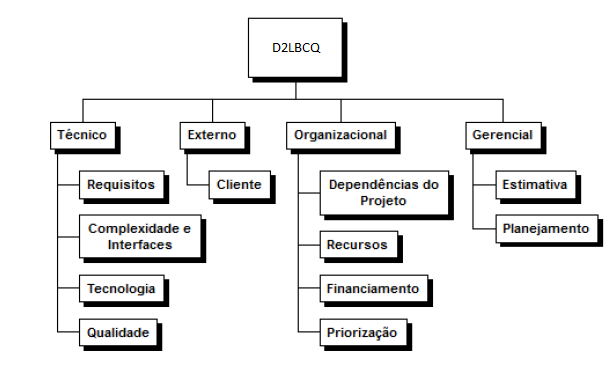 D2LBCQ
Técnico
Externo
Organizacional
Gerencial
Requisitos
Cliente
Dependências do
Projeto
Estimativa
Complexidade e
Interfaces
Recursos
Planejamento
Tecnologia
Financiamento
Qualidade
Priorização